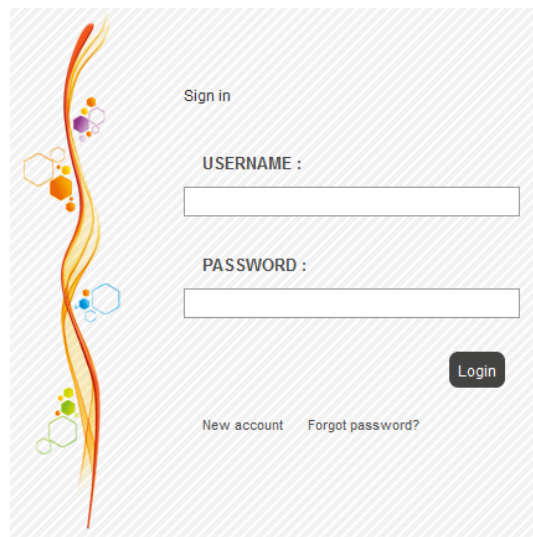 Sign in
USERNAME :
PASSWORD :
Login
New account Forgot password?